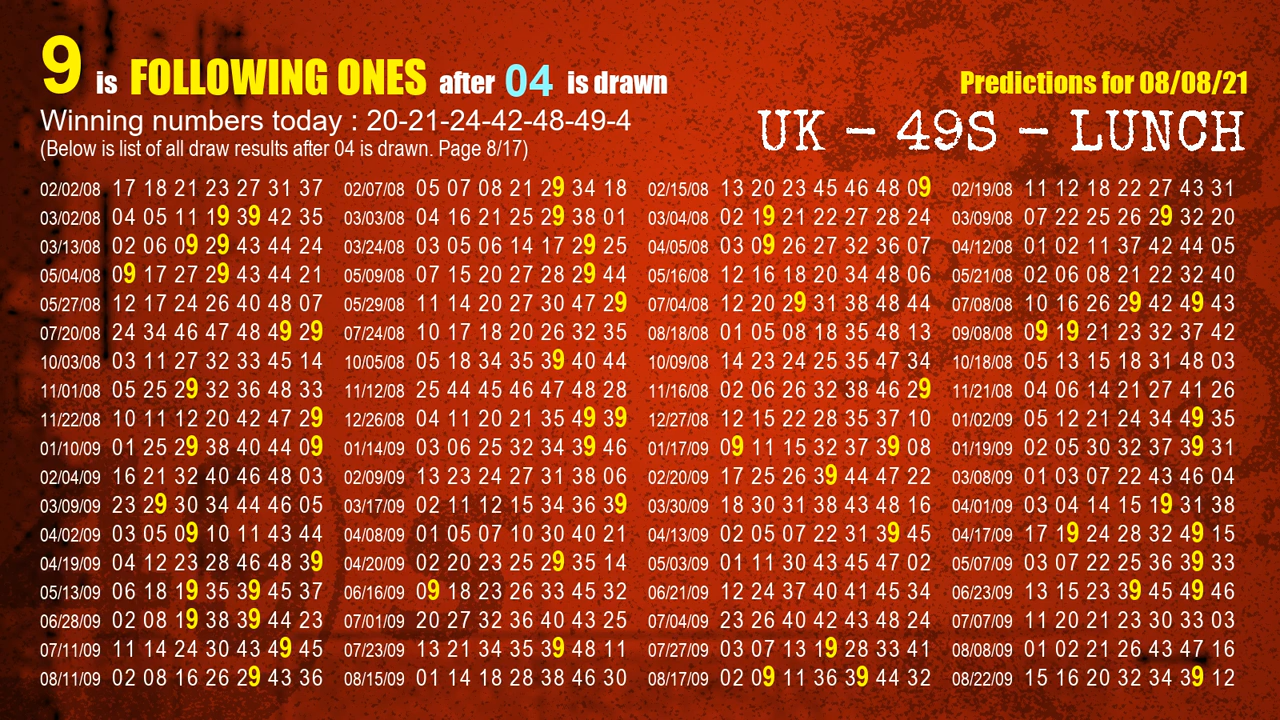 9 is FOLLOWING ONES after 04 is drawn
Predictions for 08/08/21
Winning numbers today : 20-21-24-42-48-49-4
UK - 49S - LUNCH
(Below is list of all draw results after 04 is drawn. Page 8/17)
02/02/08 17 18 21 23 27 31 37 02/07/08 05 07 08 21 29 34 18 02/15/08 13 20 23 45 46 48 09 02/19/08 11 12 18 22 27 43 31
03/02/08 04 05 11 19 39 42 35 03/03/08 04 16 21 25 29 38 01 03/04/08 02 19 21 22 27 28 24 03/09/08 07 22 25 26 29 32 20
03/13/08 02 06 09 29 43 44 24 03/24/08 03 05 06 14 17 29 25 04/05/08 03 09 26 27 32 36 07 04/12/08 01 02 11 37 42 44 05
05/04/08 09 17 27 29 43 44 21 05/09/08 07 15 20 27 28 29 44 05/16/08 12 16 18 20 34 48 06 05/21/08 02 06 08 21 22 32 40
05/27/08 12 17 24 26 40 48 07 05/29/08 11 14 20 27 30 47 29 07/04/08 12 20 29 31 38 48 44 07/08/08 10 16 26 29 42 49 43
07/20/08 24 34 46 47 48 49 29 07/24/08 10 17 18 20 26 32 35 08/18/08 01 05 08 18 35 48 13 09/08/08 09 19 21 23 32 37 42
10/03/08 03 11 27 32 33 45 14 10/05/08 05 18 34 35 39 40 44 10/09/08 14 23 24 25 35 47 34 10/18/08 05 13 15 18 31 48 03
11/01/08 05 25 29 32 36 48 33 11/12/08 25 44 45 46 47 48 28 11/16/08 02 06 26 32 38 46 29 11/21/08 04 06 14 21 27 41 26
11/22/08 10 11 12 20 42 47 29 12/26/08 04 11 20 21 35 49 39 12/27/08 12 15 22 28 35 37 10 01/02/09 05 12 21 24 34 49 35
01/10/09 01 25 29 38 40 44 09 01/14/09 03 06 25 32 34 39 46 01/17/09 09 11 15 32 37 39 08 01/19/09 02 05 30 32 37 39 31
02/04/09 16 21 32 40 46 48 03 02/09/09 13 23 24 27 31 38 06 02/20/09 17 25 26 39 44 47 22 03/08/09 01 03 07 22 43 46 04
03/09/09 23 29 30 34 44 46 05 03/17/09 02 11 12 15 34 36 39 03/30/09 18 30 31 38 43 48 16 04/01/09 03 04 14 15 19 31 38
04/02/09 03 05 09 10 11 43 44 04/08/09 01 05 07 10 30 40 21 04/13/09 02 05 07 22 31 39 45 04/17/09 17 19 24 28 32 49 15
04/19/09 04 12 23 28 46 48 39 04/20/09 02 20 23 25 29 35 14 05/03/09 01 11 30 43 45 47 02 05/07/09 03 07 22 25 36 39 33
05/13/09 06 18 19 35 39 45 37 06/16/09 09 18 23 26 33 45 32 06/21/09 12 24 37 40 41 45 34 06/23/09 13 15 23 39 45 49 46
06/28/09 02 08 19 38 39 44 23 07/01/09 20 27 32 36 40 43 25 07/04/09 23 26 40 42 43 48 24 07/07/09 11 20 21 23 30 33 03
07/11/09 11 14 24 30 43 49 45 07/23/09 13 21 34 35 39 48 11 07/27/09 03 07 13 19 28 33 41 08/08/09 01 02 21 26 43 47 16
08/11/09 02 08 16 26 29 43 36 08/15/09 01 14 18 28 38 46 30 08/17/09 02 09 11 36 39 44 32 08/22/09 15 16 20 32 34 39 12